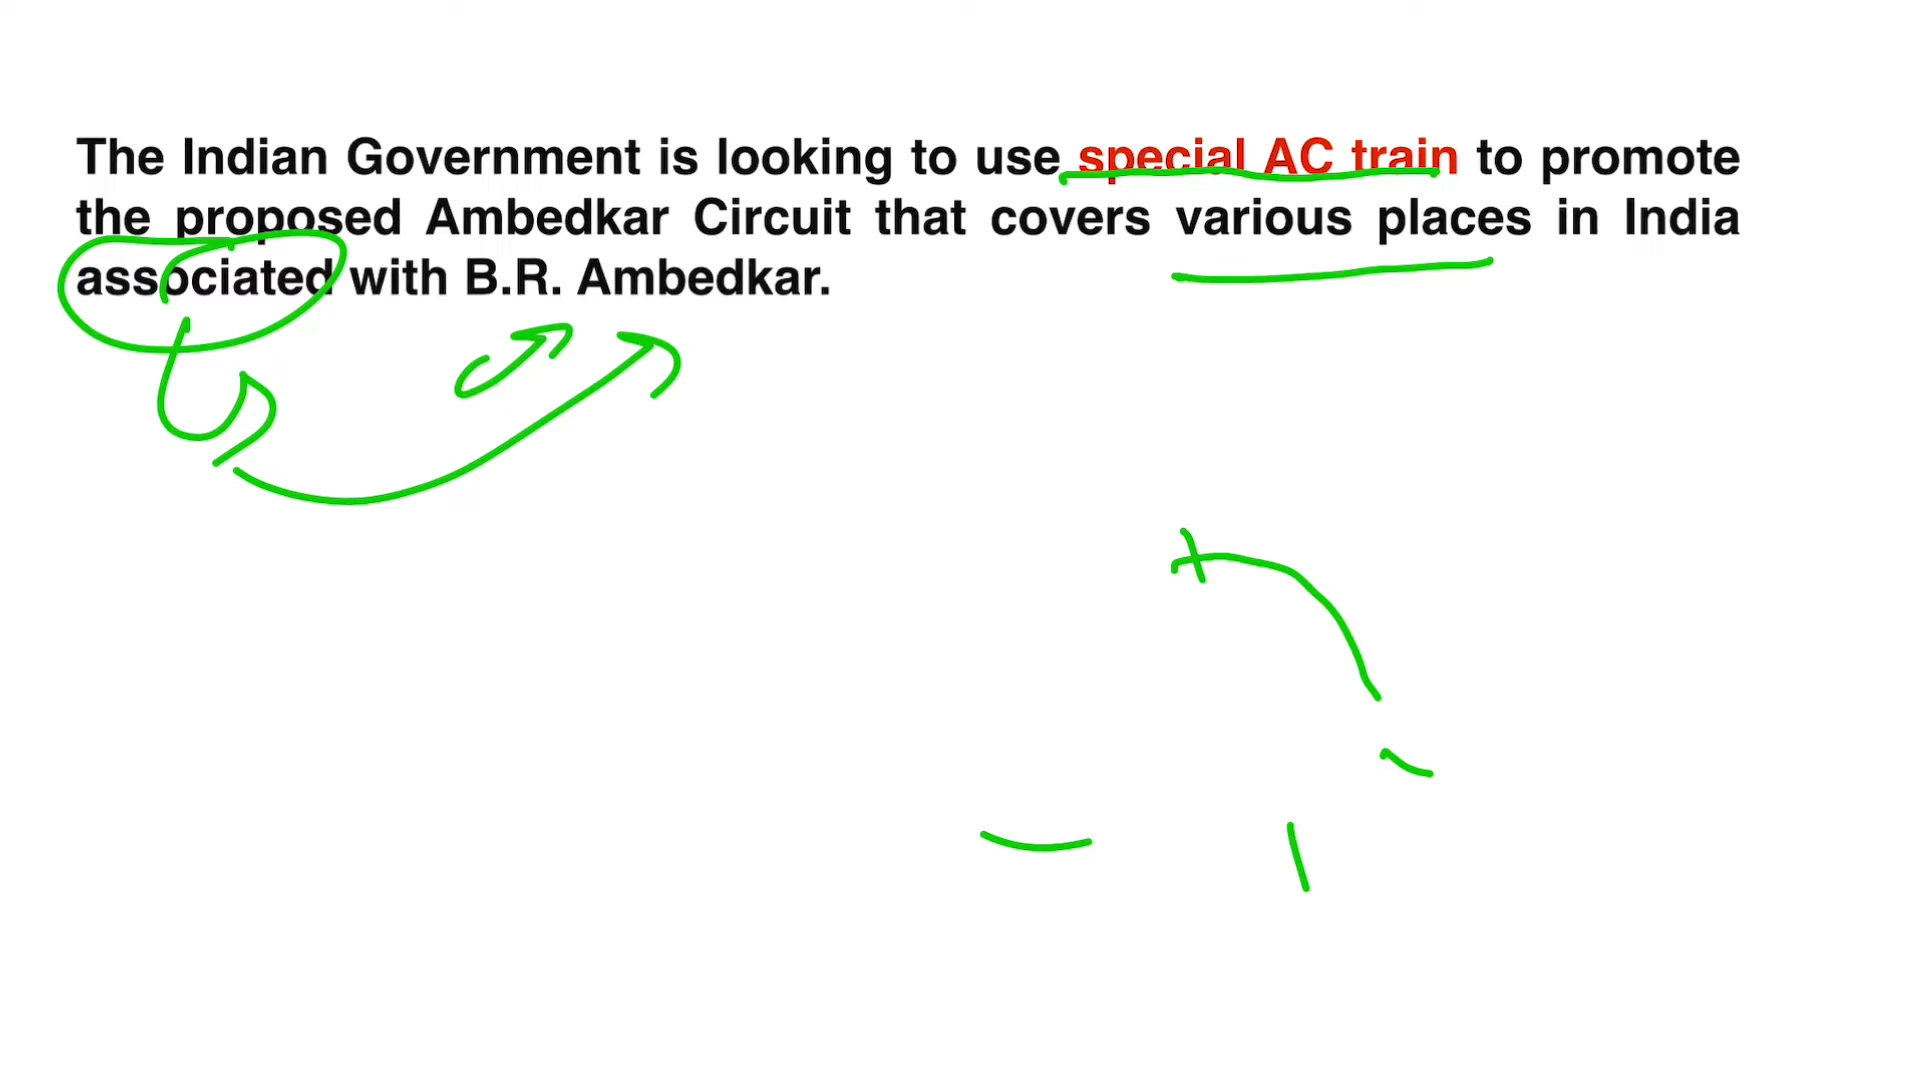 The Indian Government is looking to use special AC train to promote
the proposed Ambedkar Circuit that covers various places in India
associated with B.R. Ambedkar.